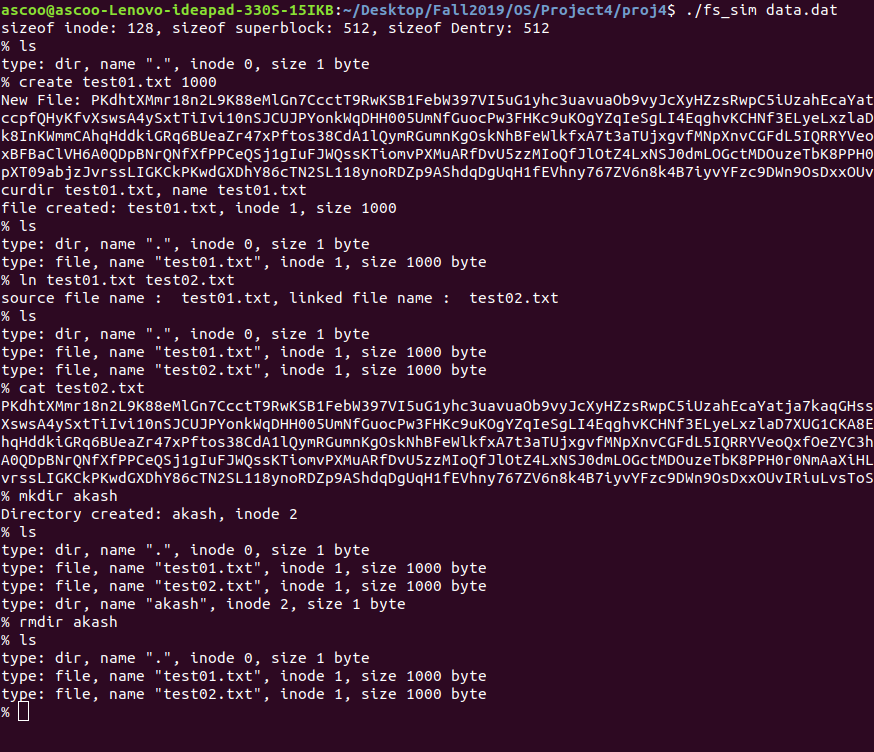 ascoo@ascoo-Lenovo-ideapad-330S-15IKB:~/Desktop/Fall2019/OS/Project4/proj4$ ./fs_sim data.dat
sizeof inode: 128, sizeof superblock: 512, sizeof Dentry: 512
% ls
type: dir, name ".", inode 0, size 1 byte
% create test01.txt 1000
New File: PKdhtXMmr18n2L9K88eMlGn7CcctT9RwKSB1FebW397VI5uG1yhc3uavuaOb9vyJcXyHZzsRwpC5iUzahEcaYat
ccpfQHyKfvXswsA4ySxtTiIvi10nSJCUJPYonkWqDHH005UmNfGuocPw3FHKc9uKOgYZqIeSgLI4EqghvKCHNf3ELyeLxzlaD
k8InKWmmCAhqHddkiGRq6BUeaZr47xPftos38CdA1lQymRGumnKgOskNhBFeWlkfxA7t3aTUjxgvfMNpXnvCGFdL5IQRRYVeo
xBFBaClVH6A0QDpBNrQNfXfPPCeQSj1gIuFJWQssKTiomvPXMuARfDvU5zzMIoQfJlOtZ4LxNSJ0dmLOGctMDOuzeTbK8PPH0
pXT09abjzJvrssLIGKCkPKwdGXDhY86cTN2SL118ynoRDZp9AShdqDgUqH1fEVhny767ZV6n8k4B7iyvYFzc9DWn9OsDxxOUv
curdir test01.txt, name test01.txt
file created: test01.txt, inode 1, size 1000
% ls
type: dir, name ".", inode 0, size 1 byte
type: file, name "test01.txt", inode 1, size 1000 byte
% ln test01.txt test02.txt
source file name :  test01.txt, linked file name :  test02.txt
% ls
type: dir, name ".", inode 0, size 1 byte
type: file, name "test01.txt", inode 1, size 1000 byte
type: file, name "test02.txt", inode 1, size 1000 byte
% cat test02.txt
PKdhtXMmr18n2L9K88eMlGn7CcctT9RwKSB1FebW397VI5uG1yhc3uavuaOb9vyJcXyHZzsRwpC5iUzahEcaYatja7kaqGHss
XswsA4ySxtTiIvi10nSJCUJPYonkWqDHH005UmNfGuocPw3FHKc9uKOgYZqIeSgLI4EqghvKCHNf3ELyeLxzlaD7XUG1CKA8E
hqHddkiGRq6BUeaZr47xPftos38CdA1lQymRGumnKgOskNhBFeWlkfxA7t3aTUjxgvfMNpXnvCGFdL5IQRRYVeoQxfOeZYC3h
A0QDpBNrQNfXfPPCeQSj1gIuFJWQssKTiomvPXMuARfDvU5zzMIoQfJlOtZ4LxNSJ0dmLOGctMDOuzeTbK8PPH0r0NmAaXiHL
vrssLIGKCkPKwdGXDhY86cTN2SL118ynoRDZp9AShdqDgUqH1fEVhny767ZV6n8k4B7iyvYFzc9DWn9OsDxxOUvIRiuLvsToS
% mkdir akash
Directory created: akash, inode 2
% ls
type: dir, name ".", inode 0, size 1 byte
type: file, name "test01.txt", inode 1, size 1000 byte
type: file, name "test02.txt", inode 1, size 1000 byte
type: dir, name "akash", inode 2, size 1 byte
% rmdir akash
% ls
type: dir, name ".", inode 0, size 1 byte
type: file, name "test01.txt", inode 1, size 1000 byte
type: file, name "test02.txt", inode 1, size 1000 byte
%